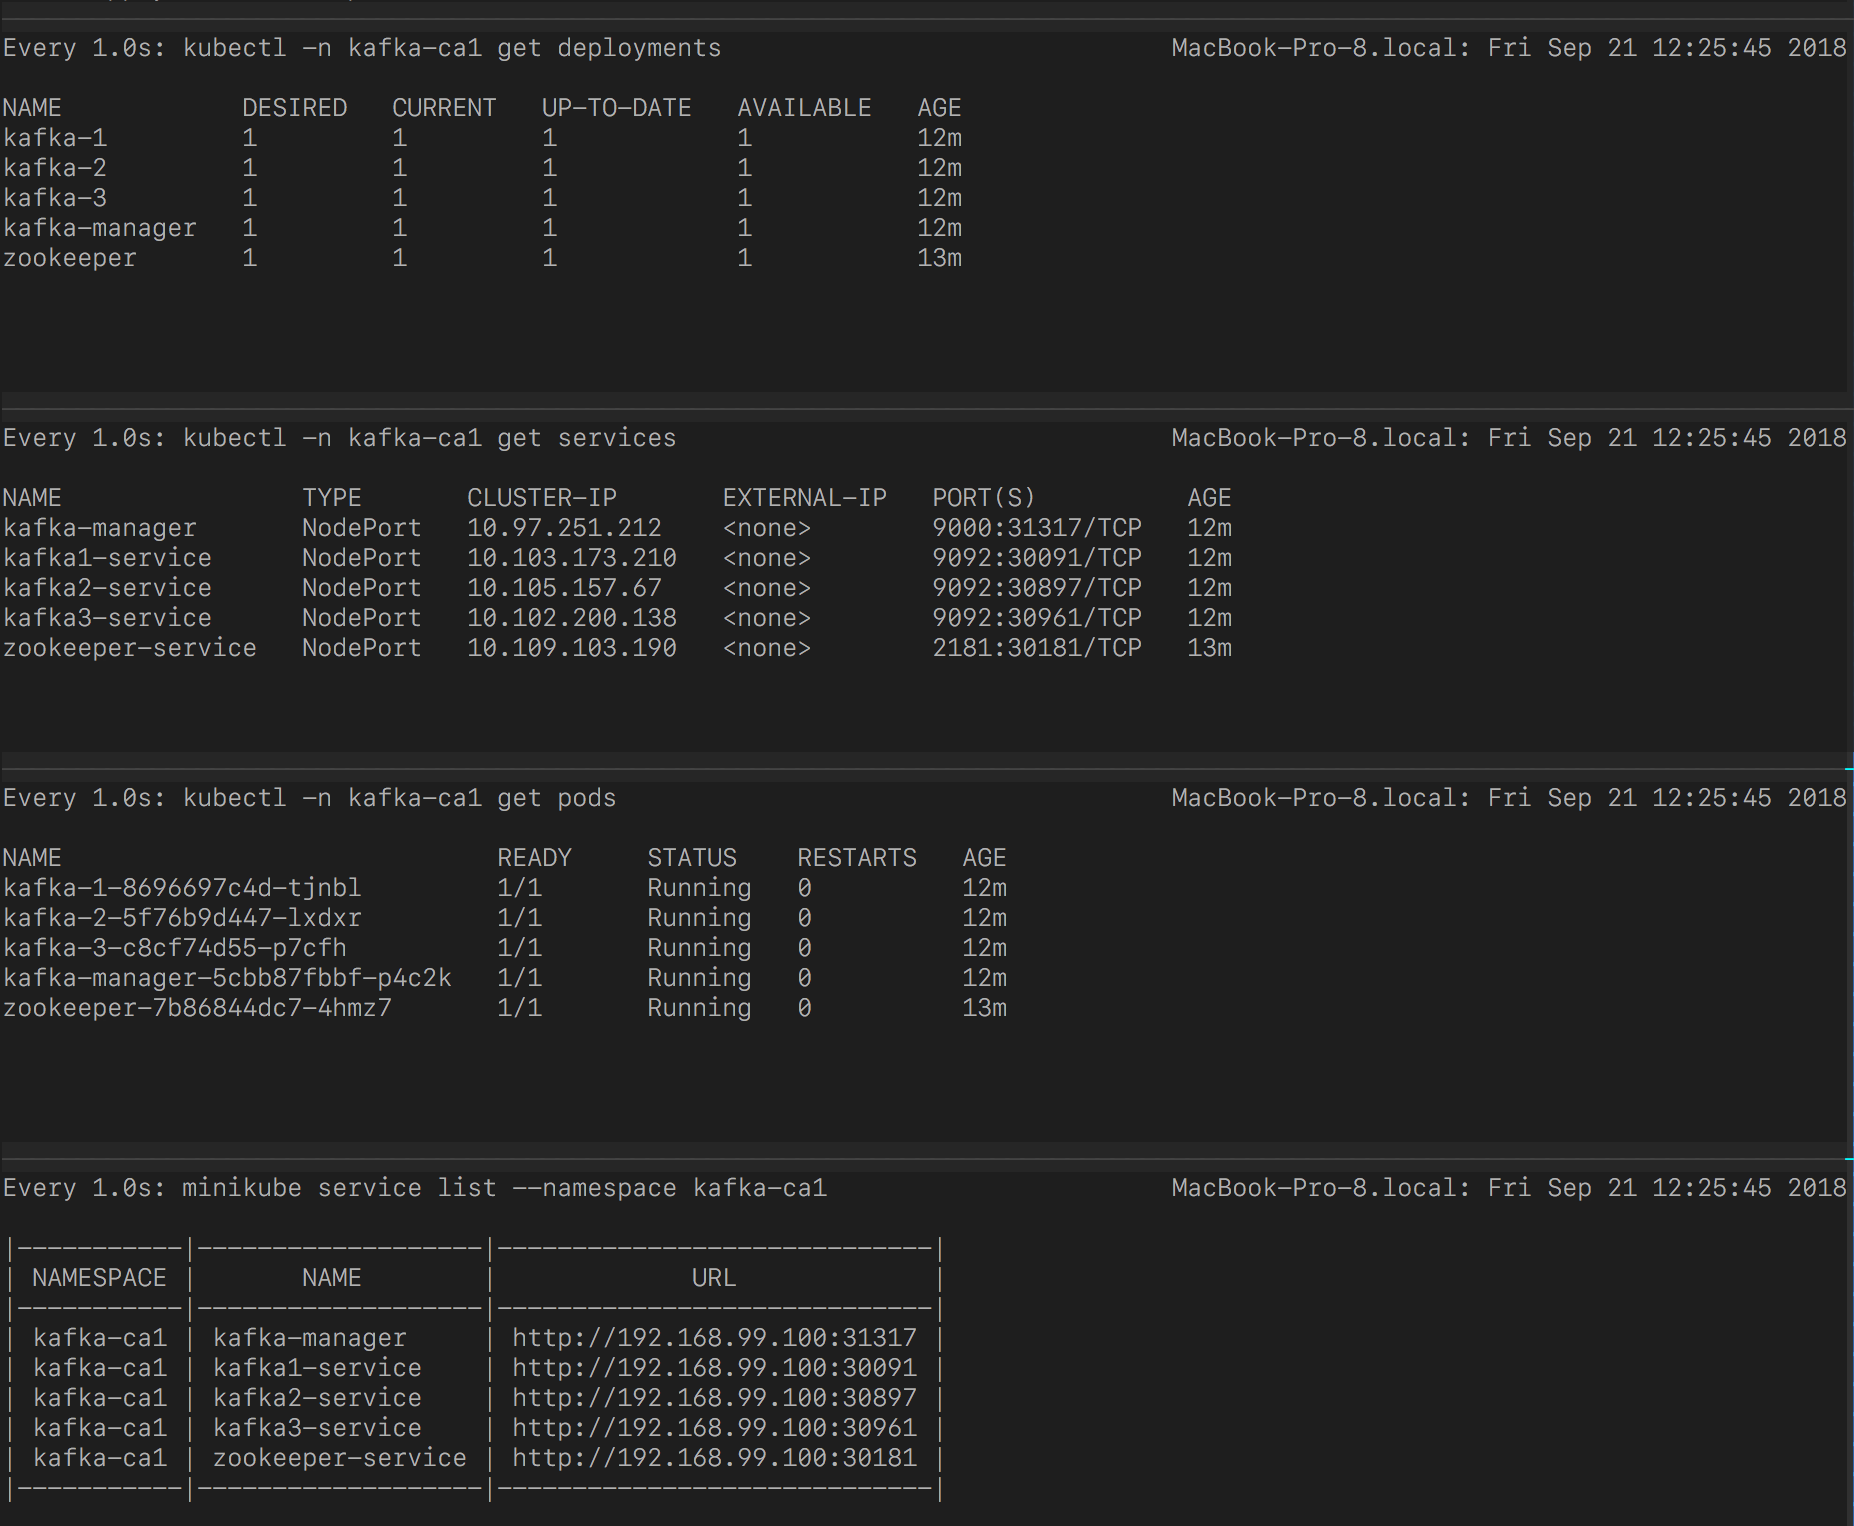 Every 1.0s: kubectl -n kafka-ca1 get deployments MacBook-Pro-8.local: Fri Sep 21 12:25:45 2018
NAME DESIRED CURRENT UP-TO-DATE AVAILABLE AGE
kafka-1 1 1 1 1 12m
kafka-2 1 1 1 1 12m
kafka-3 1 1 1 1 12m
kafka-manager 1 1 1 1 12m
zookeeper 1 1 1 1 13m
Every 1.0s: kubectl -n kafka-ca1 get services MacBook-Pro-8.local: Fri Sep 21 12:25:45 2018
NAME TYPE CLUSTER-IP EXTERNAL-IP PORT(S) AGE
kafka-manager NodePort 10.97.251.212 <none> 9000:31317/TCP 12m
kafka1-service NodePort 10.103.173.210 <none> 9092:30091/TCP 12m
kafka2-service NodePort 10.105.157.67 <none> 9092:30897/TCP 12m
kafka3-service NodePort 10.102.200.138 <none> 9092:30961/TCP 12m
zookeeper-service NodePort 10.109.103.190 <none> 2181:30181/TCP 13m
Every 1.0s: kubectl -n kafka-ca1 get pods MacBook-Pro-8.local: Fri Sep 21 12:25:45 2018
NAME READY STATUS RESTARTS AGE
kafka-1-8696697c4d-tjnbl 1/1 Running 0 12m
kafka-2-5f76b9d447-lxdxr 1/1 Running 0 12m
kafka-3-c8cf74d55-p7cfh 1/1 Running 0 12m
kafka-manager-5cbb87fbbf-p4c2k 1/1 Running 0 12m
zookeeper-7b86844dc7-4hmz7 1/1 Running 0 13m
Every 1.0s: minikube service list --namespace kafka-ca1 MacBook-Pro-8.local: Fri Sep 21 12:25:45 2018
|-----------|-------------------|-----------------------------|
| NAMESPACE | NAME | URL |
|-----------|-------------------|-----------------------------|
| kafka-ca1 | kafka-manager | http://192.168.99.100:31317 |
| kafka-ca1 | kafka1-service | http://192.168.99.100:30091 |
| kafka-ca1 | kafka2-service | http://192.168.99.100:30897 |
| kafka-ca1 | kafka3-service | http://192.168.99.100:30961 |
| kafka-ca1 | zookeeper-service | http://192.168.99.100:30181 |
|-----------|-------------------|-----------------------------|